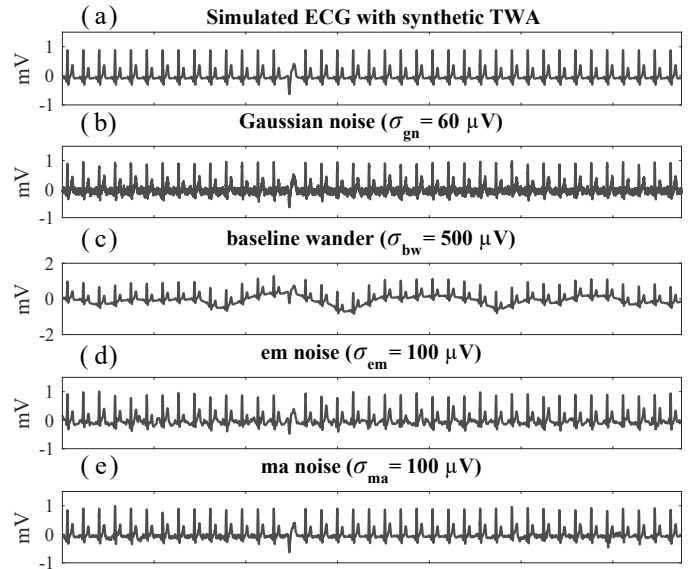 ( a ) Simulated ECG with synthetic TWA
1
0
-1
mV
( b ) Gaussian noise (σgn= 60 μV)
1
0
-1
mV
( c ) baseline wander (σbw= 500 μV)
2
0
-2
mV
( d ) em noise (σem= 100 μV)
1
0
-1
mV
( e ) ma noise (σma= 100 μV)
1
0
-1
mV